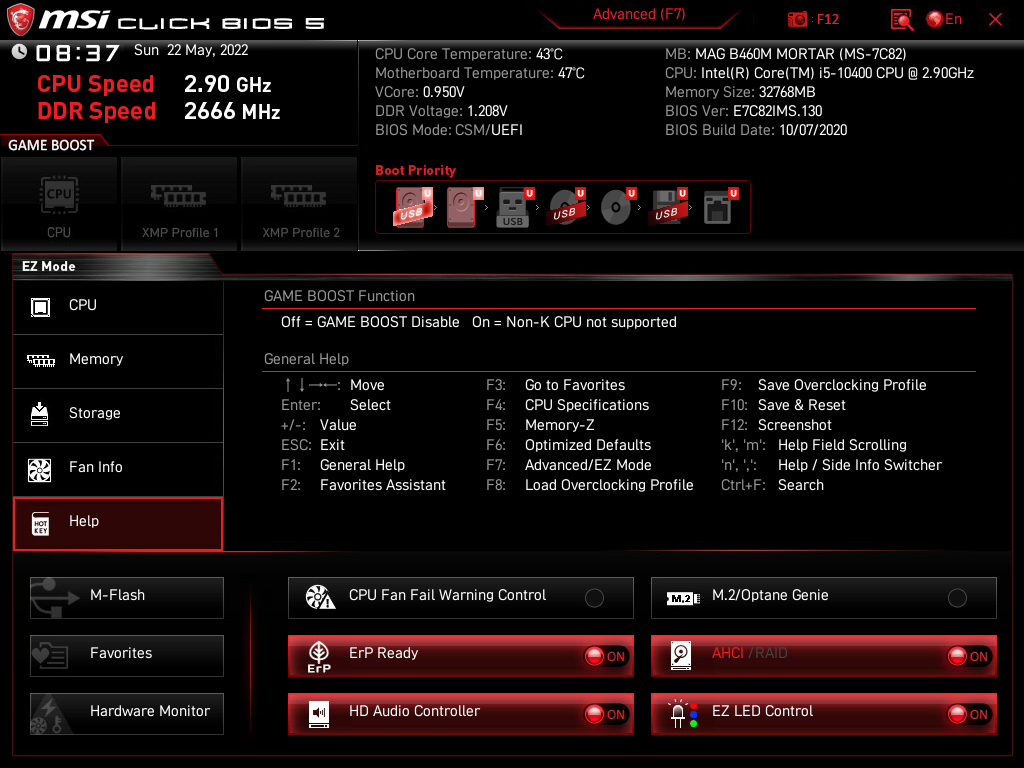 msi CLICK BIOS 5
Advanced (F7)
: F12
En
08:37 Sun 22 May, 2022
CPU Speed 2.90 GHz
DDR Speed 2666 MHz
CPU Core Temperature: 43°C
Motherboard Temperature: 47°C
VCore: 0.950V
DDR Voltage: 1.208V
BIOS Mode: CSM/UEFI
MB: MAG B460M MORTAR (MS-7C82)
CPU: Intel(R) Core(TM) i5-10400 CPU @ 2.90GHz
Memory Size: 32768MB
BIOS Ver: E7C82IMS.130
BIOS Build Date: 10/07/2020
GAME BOOST
CPU
CPU
XMP Profile 1
XMP Profile 2
Boot Priority
U U U U U U U
USB USB USB USB
EZ Mode
CPU
Memory
Storage
Fan Info
HOT KEY Help
GAME BOOST Function
Off = GAME BOOST Disable On = Non-K CPU not supported
General Help
↑↓→←: Move F3: Go to Favorites F9: Save Overclocking Profile
Enter: Select F4: CPU Specifications F10: Save & Reset
+/-: Value F5: Memory-Z F12: Screenshot
ESC: Exit F6: Optimized Defaults 'k', 'm': Help Field Scrolling
F1: General Help F7: Advanced/EZ Mode 'n', ',': Help / Side Info Switcher
F2: Favorites Assistant F8: Load Overclocking Profile Ctrl+F: Search
M-Flash
Favorites
Hardware Monitor
CPU Fan Fail Warning Control
M.2 M.2/Optane Genie
ErP ErP Ready ON
AHCI /RAID ON
HD Audio Controller ON
EZ LED Control ON